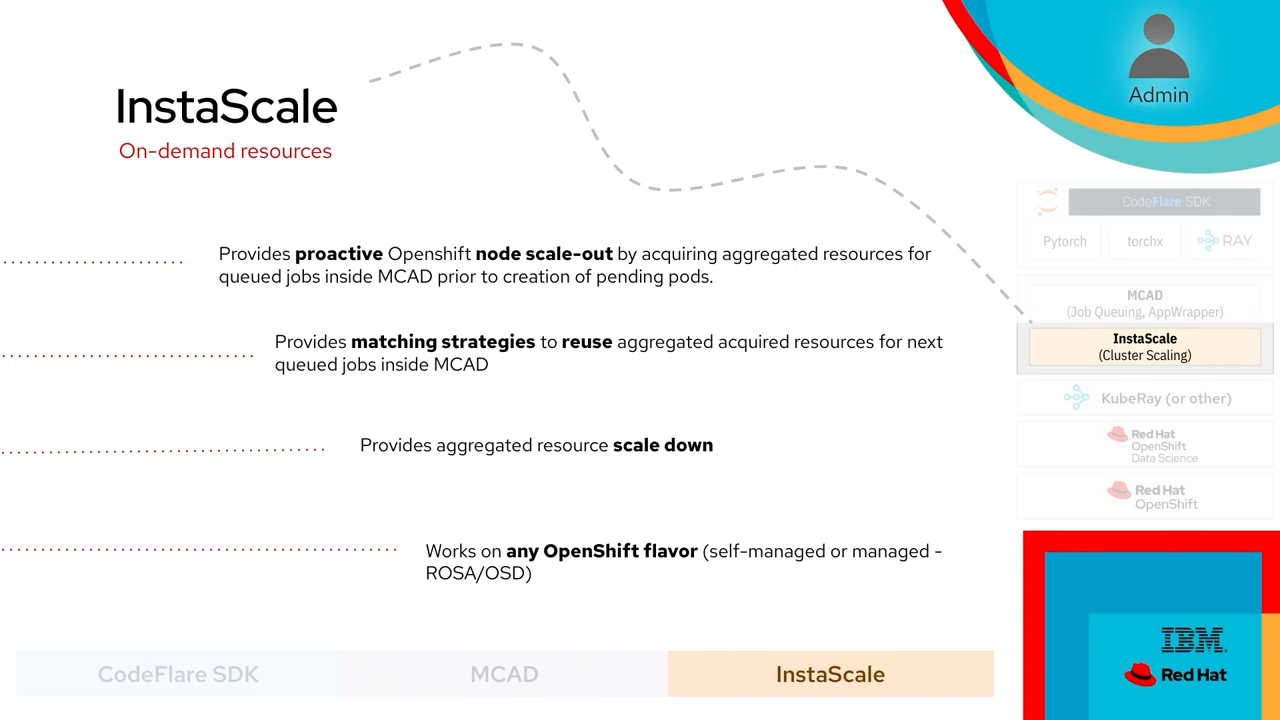 Admin
InstaScale
On-demand resources
Provides proactive Openshift node scale-out by acquiring aggregated resources for
queued jobs inside MCAD prior to creation of pending pods.
Provides matching strategies to reuse aggregated acquired resources for next
queued jobs inside MCAD
Provides aggregated resource scale down
Works on any OpenShift flavor (self-managed or managed -
ROSA/OSD)
CodeFlare SDK
Pytorch
torchx
RAY
MCAD
(Job Queuing, AppWrapper)
InstaScale
(Cluster Scaling)
KubeRay (or other)
Red Hat
OpenShift
Data Science
Red Hat
OpenShift
IBM
Red Hat
CodeFlare SDK
MCAD
InstaScale